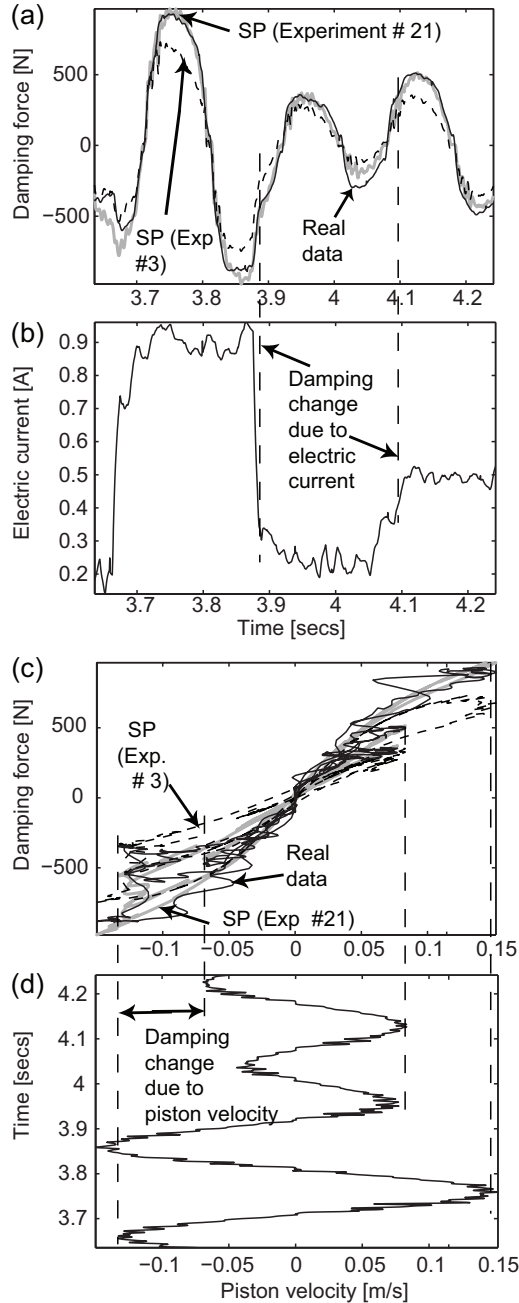 (a)
Damping force [N]
500
0
−500
SP (Experiment # 21)
SP (Exp
#3)
Real
data
3.7 3.8 3.9 4 4.1 4.2
(b)
Electric current [A]
0.9
0.8
0.7
0.6
0.5
0.4
0.3
0.2
Damping
change
due to
electric
current
3.7 3.8 3.9 4 4.1 4.2
Time [secs]
(c)
Damping force [N]
500
0
−500
SP
(Exp.
# 3)
Real
data
SP (Exp #21)
−0.1 −0.05 0 0.05 0.1 0.15
(d)
Time [secs]
4.2
4.1
4
3.9
3.8
3.7
Damping
change
due to
piston velocity
−0.1 −0.05 0 0.05 0.1 0.15
Piston velocity [m/s]